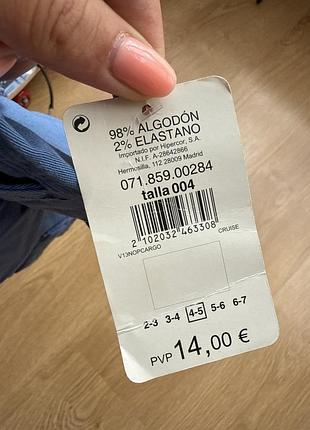 98% ALGODÓN
2% ELASTANO
Importado por Hipercor, S.A.
N.I.F. A-28642866
Hermosilla, 112 28009 Madrid
071.859.00284
talla 004
2 102032 463308
V13NOPCARGO CRUISE
2-3 3-4 4-5 5-6 6-7
PVP 14,00 €